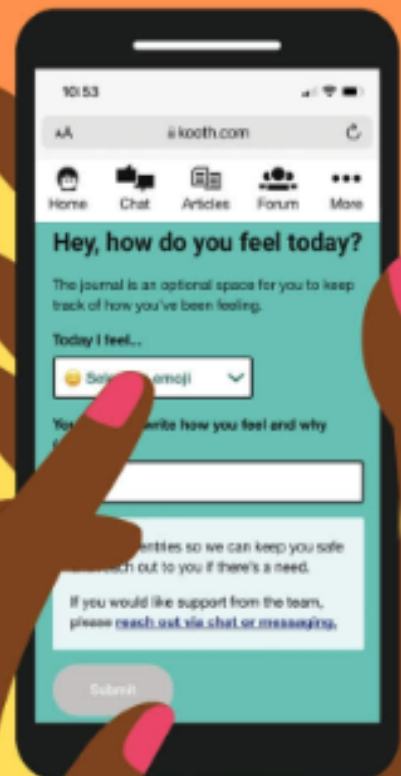 10:53
AA kooth.com
Home Chat Articles Forum More
Hey, how do you feel today?
The journal is an optional space for you to keep
track of how you've been feeling.
Today I feel...
emoji
write how you feel and why
entries so we can keep you safe
out to you if there's a need.
If you would like support from the team,
please reach out via chat or messaging.
Submit